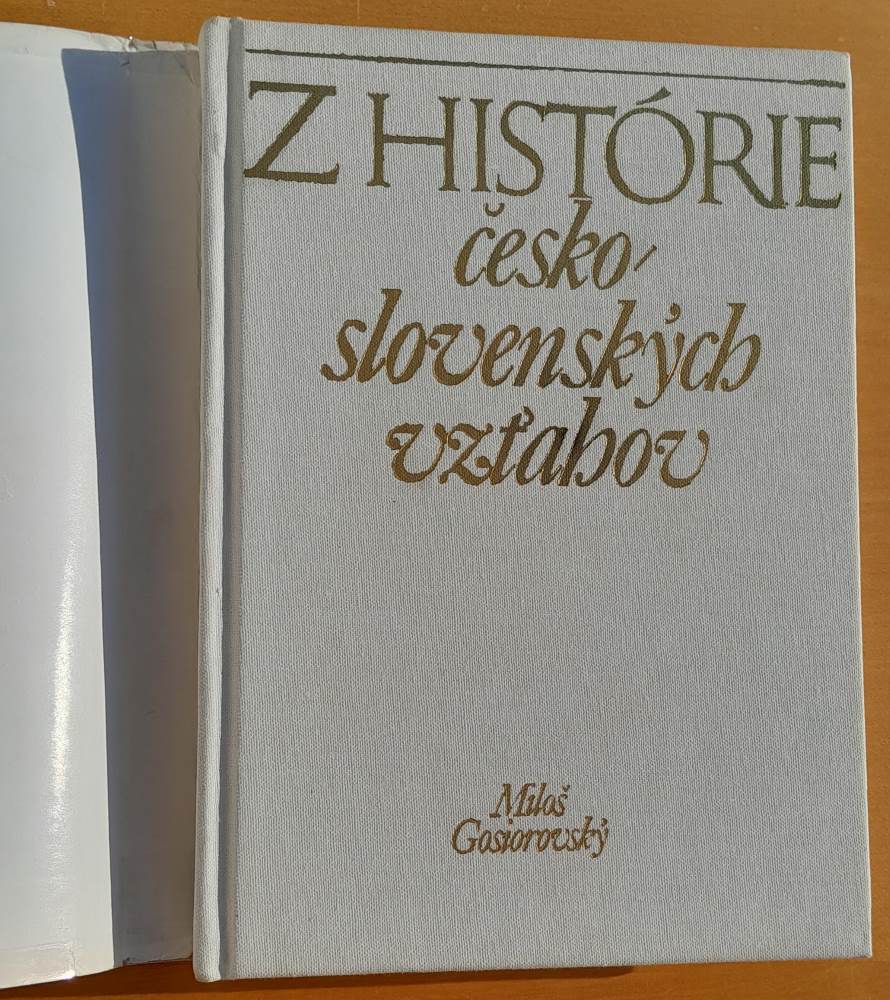 Z HISTÓRIE
česko/
slovenských
vzťahov
Miloš
Gosiorovský